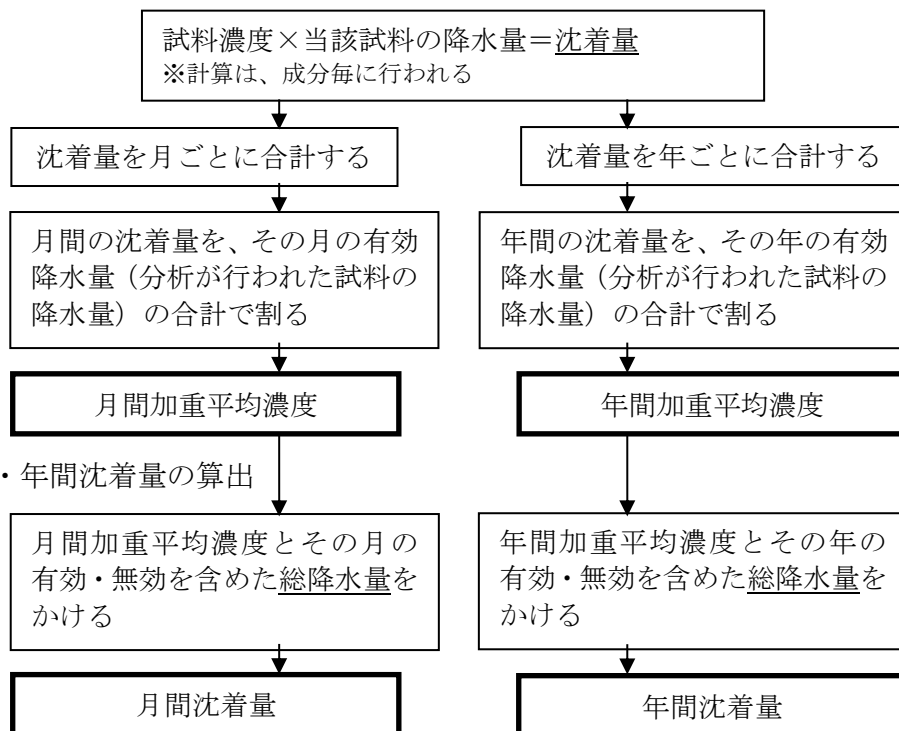 試料濃度×当該試料の降水量＝沈着量
※計算は、成分毎に行われる
沈着量を月ごとに合計する
沈着量を年ごとに合計する
月間の沈着量を、その月の有効
降水量（分析が行われた試料の
降水量）の合計で割る
年間の沈着量を、その年の有効
降水量（分析が行われた試料の
降水量）の合計で割る
月間加重平均濃度
年間加重平均濃度
・年間沈着量の算出
月間加重平均濃度とその月の
有効・無効を含めた総降水量を
かける
年間加重平均濃度とその年の
有効・無効を含めた総降水量を
かける
月間沈着量
年間沈着量